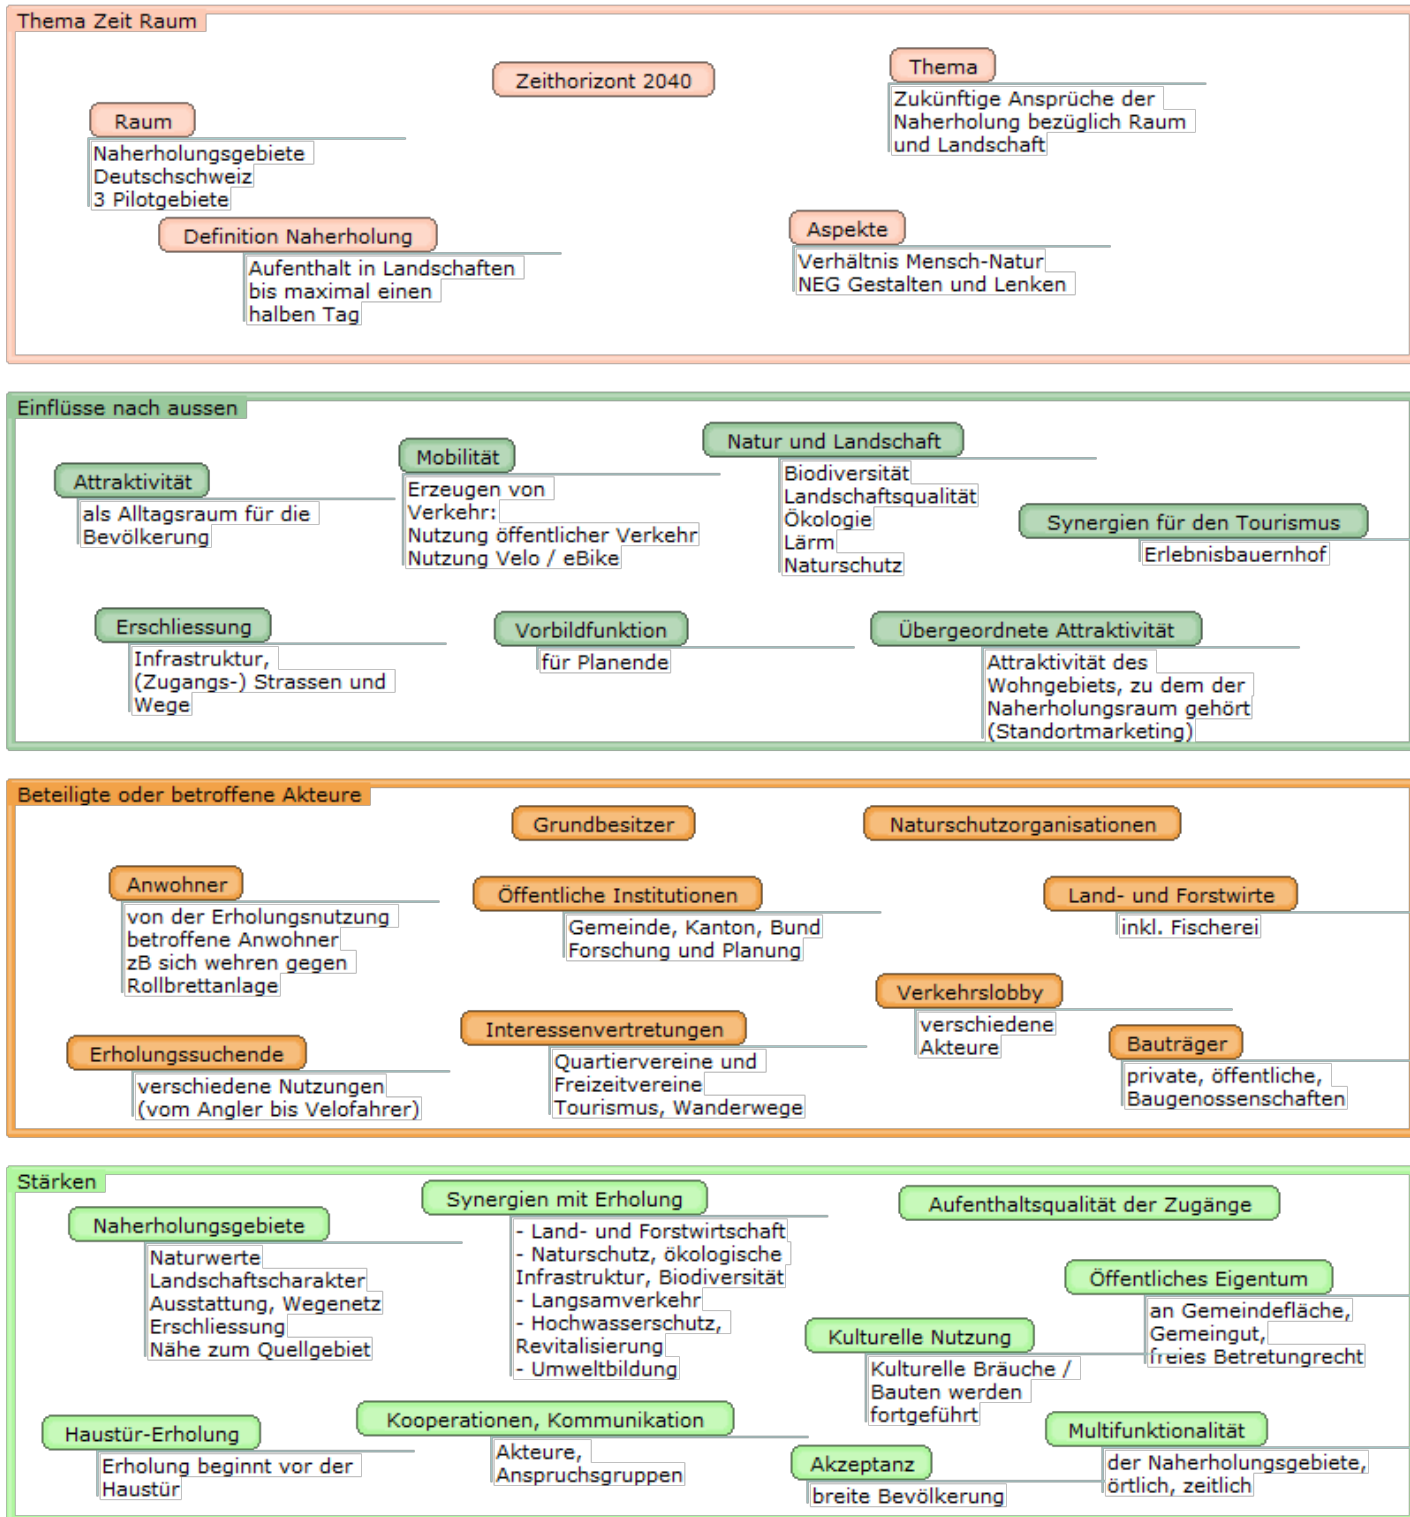 Thema Zeit Raum
Zeithorizont 2040
Thema
Zukünftige Ansprüche der
Naherholung bezüglich Raum
und Landschaft
Raum
Naherholungsgebiete
Deutschschweiz
3 Pilotgebiete
Definition Naherholung
Aufenthalt in Landschaften
bis maximal einen
halben Tag
Aspekte
Verhältnis Mensch-Natur
NEG Gestalten und Lenken
Einflüsse nach aussen
Attraktivität
als Alltagsraum für die
Bevölkerung
Mobilität
Erzeugen von
Verkehr:
Nutzung öffentlicher Verkehr
Nutzung Velo / eBike
Natur und Landschaft
Biodiversität
Landschaftsqualität
Ökologie
Lärm
Naturschutz
Synergien für den Tourismus
Erlebnisbauernhof
Erschliessung
Infrastruktur,
(Zugangs-) Strassen und
Wege
Vorbildfunktion
für Planende
Übergeordnete Attraktivität
Attraktivität des
Wohngebiets, zu dem der
Naherholungsraum gehört
(Standortmarketing)
Beteiligte oder betroffene Akteure
Grundbesitzer
Naturschutzorganisationen
Anwohner
von der Erholungsnutzung
betroffene Anwohner
zB sich wehren gegen
Rollbrettanlage
Öffentliche Institutionen
Gemeinde, Kanton, Bund
Forschung und Planung
Land- und Forstwirte
inkl. Fischerei
Verkehrslobby
verschiedene
Akteure
Erholungssuchende
verschiedene Nutzungen
(vom Angler bis Velofahrer)
Interessenvertretungen
Quartiervereine und
Freizeitvereine
Tourismus, Wanderwege
Bauträger
private, öffentliche,
Baugenossenschaften
Stärken
Naherholungsgebiete
Naturwerte
Landschaftscharakter
Ausstattung, Wegenetz
Erschliessung
Nähe zum Quellgebiet
Synergien mit Erholung
- Land- und Forstwirtschaft
- Naturschutz, ökologische
Infrastruktur, Biodiversität
- Langsamverkehr
- Hochwasserschutz,
Revitalisierung
- Umweltbildung
Aufenthaltsqualität der Zugänge
Öffentliches Eigentum
an Gemeindefläche,
Gemeingut,
freies Betretungrecht
Kulturelle Nutzung
Kulturelle Bräuche /
Bauten werden
fortgeführt
Haustür-Erholung
Erholung beginnt vor der
Haustür
Kooperationen, Kommunikation
Akteure,
Anspruchsgruppen
Akzeptanz
breite Bevölkerung
Multifunktionalität
der Naherholungsgebiete,
örtlich, zeitlich